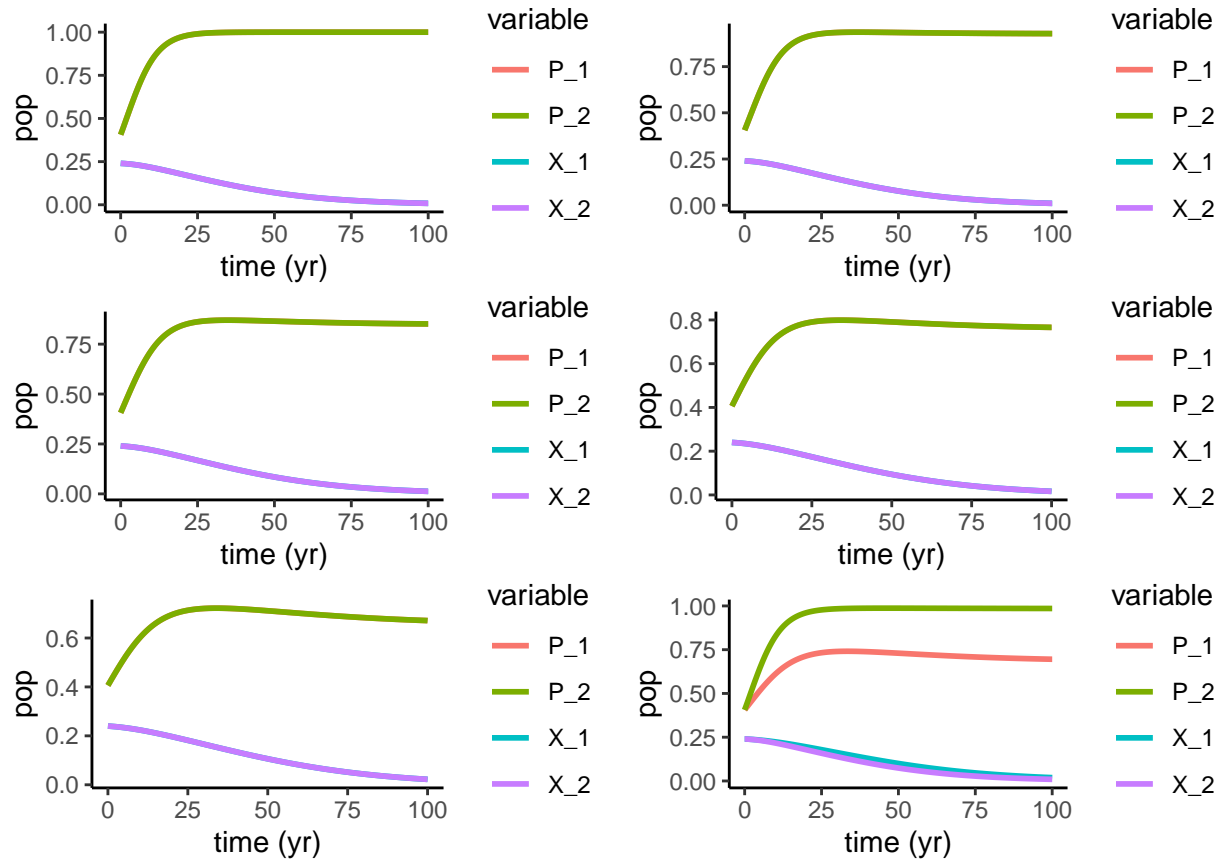 variable
P_1
P_2
X_1
X_2
pop
1.00
0.75
0.50
0.25
0.00
0 25 50 75 100
time (yr)
variable
P_1
P_2
X_1
X_2
pop
0.75
0.50
0.25
0.00
0 25 50 75 100
time (yr)
variable
P_1
P_2
X_1
X_2
pop
0.75
0.50
0.25
0.00
0 25 50 75 100
time (yr)
variable
P_1
P_2
X_1
X_2
pop
0.8
0.4
0.2
0.0
0 25 50 75 100
time (yr)
variable
P_1
P_2
X_1
X_2
pop
0.6
0.4
0.2
0.0
0 25 50 75 100
time (yr)
variable
P_1
P_2
X_1
X_2
pop
1.00
0.75
0.50
0.25
0.00
0 25 50 75 100
time (yr)